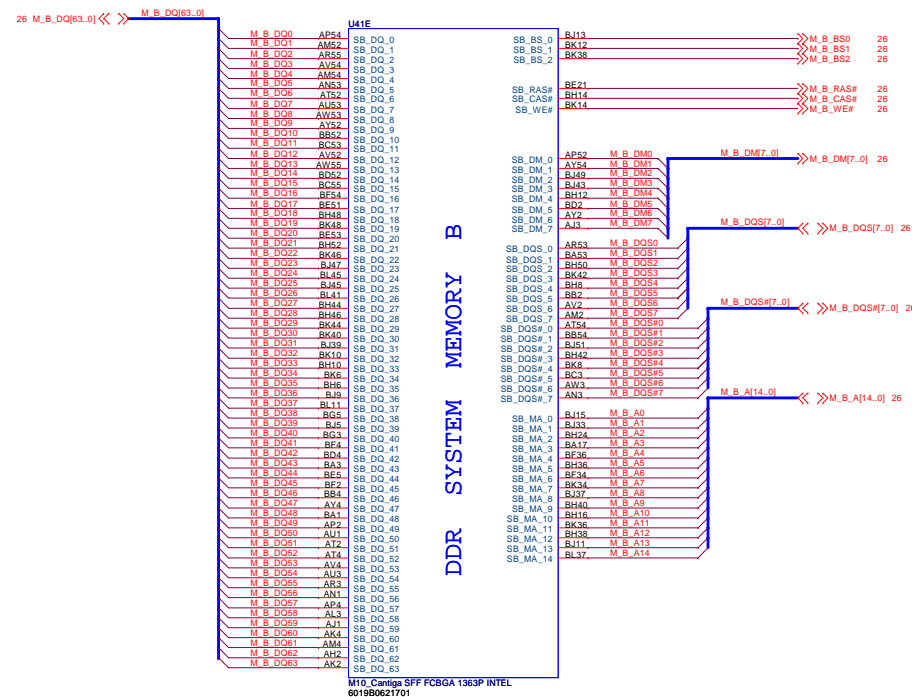 26 M_B_DQ[63..0]
M_B_DQ[63..0]
U41E
M_B_DQ0 AP54 SB_DQ_0
M_B_DQ1 AM52 SB_DQ_1
M_B_DQ2 AR55 SB_DQ_2
M_B_DQ3 AV54 SB_DQ_3
M_B_DQ4 AM54 SB_DQ_4
M_B_DQ5 AN53 SB_DQ_5
M_B_DQ6 AT52 SB_DQ_6
M_B_DQ7 AU53 SB_DQ_7
M_B_DQ8 AW53 SB_DQ_8
M_B_DQ9 AY52 SB_DQ_9
M_B_DQ10 BB52 SB_DQ_10
M_B_DQ11 BC53 SB_DQ_11
M_B_DQ12 AV52 SB_DQ_12
M_B_DQ13 AW55 SB_DQ_13
M_B_DQ14 BD52 SB_DQ_14
M_B_DQ15 BC55 SB_DQ_15
M_B_DQ16 BF54 SB_DQ_16
M_B_DQ17 BE51 SB_DQ_17
M_B_DQ18 BH48 SB_DQ_18
M_B_DQ19 BK48 SB_DQ_19
M_B_DQ20 BE53 SB_DQ_20
M_B_DQ21 BH52 SB_DQ_21
M_B_DQ22 BK46 SB_DQ_22
M_B_DQ23 BJ47 SB_DQ_23
M_B_DQ24 BL45 SB_DQ_24
M_B_DQ25 BJ45 SB_DQ_25
M_B_DQ26 BL41 SB_DQ_26
M_B_DQ27 BH44 SB_DQ_27
M_B_DQ28 BH46 SB_DQ_28
M_B_DQ29 BK44 SB_DQ_29
M_B_DQ30 BK40 SB_DQ_30
M_B_DQ31 BJ39 SB_DQ_31
M_B_DQ32 BK10 SB_DQ_32
M_B_DQ33 BH10 SB_DQ_33
M_B_DQ34 BK6 SB_DQ_34
M_B_DQ35 BH6 SB_DQ_35
M_B_DQ36 BJ9 SB_DQ_36
M_B_DQ37 BL11 SB_DQ_37
M_B_DQ38 BG5 SB_DQ_38
M_B_DQ39 BJ5 SB_DQ_39
M_B_DQ40 BG3 SB_DQ_40
M_B_DQ41 BF4 SB_DQ_41
M_B_DQ42 BD4 SB_DQ_42
M_B_DQ43 BA3 SB_DQ_43
M_B_DQ44 BE5 SB_DQ_44
M_B_DQ45 BF2 SB_DQ_45
M_B_DQ46 BB4 SB_DQ_46
M_B_DQ47 AY4 SB_DQ_47
M_B_DQ48 BA1 SB_DQ_48
M_B_DQ49 AP2 SB_DQ_49
M_B_DQ50 AU1 SB_DQ_50
M_B_DQ51 AT2 SB_DQ_51
M_B_DQ52 AT4 SB_DQ_52
M_B_DQ53 AV4 SB_DQ_53
M_B_DQ54 AU3 SB_DQ_54
M_B_DQ55 AR3 SB_DQ_55
M_B_DQ56 AN1 SB_DQ_56
M_B_DQ57 AP4 SB_DQ_57
M_B_DQ58 AL3 SB_DQ_58
M_B_DQ59 AJ1 SB_DQ_59
M_B_DQ60 AK4 SB_DQ_60
M_B_DQ61 AM4 SB_DQ_61
M_B_DQ62 AH2 SB_DQ_62
M_B_DQ63 AK2 SB_DQ_63
DDR SYSTEM MEMORY B
SB_BS_0 BJ13 M_B_BS0 26
SB_BS_1 BK12 M_B_BS1 26
SB_BS_2 BK38 M_B_BS2 26
SB_RAS# BE21 M_B_RAS# 26
SB_CAS# BH14 M_B_CAS# 26
SB_WE# BK14 M_B_WE# 26
SB_DM_0 AP52 M_B_DM0
M_B_DM[7..0]
M_B_DM[7..0] 26
SB_DM_1 AY54 M_B_DM1
SB_DM_2 BJ49 M_B_DM2
SB_DM_3 BJ43 M_B_DM3
SB_DM_4 BH12 M_B_DM4
SB_DM_5 BD2 M_B_DM5
SB_DM_6 AY2 M_B_DM6
SB_DM_7 AJ3 M_B_DM7
M_B_DQS[7..0]
M_B_DQS[7..0] 26
SB_DQS_0 AR53 M_B_DQS0
SB_DQS_1 BA53 M_B_DQS1
SB_DQS_2 BH50 M_B_DQS2
SB_DQS_3 BK42 M_B_DQS3
SB_DQS_4 BH8 M_B_DQS4
SB_DQS_5 BB2 M_B_DQS5
SB_DQS_6 AV2 M_B_DQS6
SB_DQS_7 AM2 M_B_DQS7
M_B_DQS#[7..0]
M_B_DQS#[7..0]
SB_DQS#_0 AT54 M_B_DQS#0
SB_DQS#_1 BB54 M_B_DQS#1
SB_DQS#_2 BJ51 M_B_DQS#2
SB_DQS#_3 BH42 M_B_DQS#3
SB_DQS#_4 BK8 M_B_DQS#4
SB_DQS#_5 BC3 M_B_DQS#5
SB_DQS#_6 AW3 M_B_DQS#6
SB_DQS#_7 AN3 M_B_DQS#7
M_B_A[14..0]
M_B_A[14..0] 26
SB_MA_0 BJ15 M_B_A0
SB_MA_1 BJ33 M_B_A1
SB_MA_2 BH24 M_B_A2
SB_MA_3 BA17 M_B_A3
SB_MA_4 BF36 M_B_A4
SB_MA_5 BH36 M_B_A5
SB_MA_6 BF34 M_B_A6
SB_MA_7 BK34 M_B_A7
SB_MA_8 BJ37 M_B_A8
SB_MA_9 BH40 M_B_A9
SB_MA_10 BH16 M_B_A10
SB_MA_11 BK36 M_B_A11
SB_MA_12 BH38 M_B_A12
SB_MA_13 BJ11 M_B_A13
SB_MA_14 BL37 M_B_A14
M10_Cantiga SFF FCBGA 1363P INTEL
6019B0621701